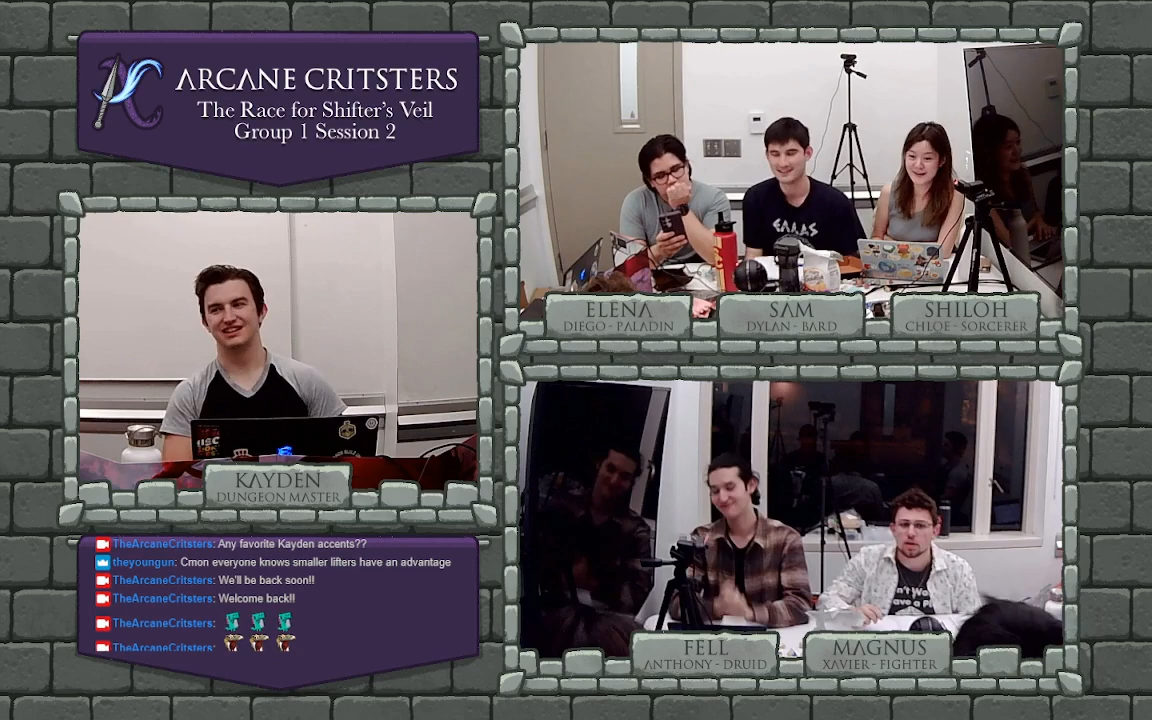 ARCANE CRITSTERS
The Race for Shifter's Veil
Group 1 Session 2
ELENA
DIEGO - PALADIN
SAM
DYLAN - BARD
SHILOH
CHLOE - SORCERER
ΕΛΛΑΣ
KAYDEN
DUNGEON MASTER
USC
FELL
ANTHONY - DRUID
MAGNUS
XAVIER - FIGHTER
TheArcaneCritsters: Any favorite Kayden accents??
theyoungun: Cmon everyone knows smaller lifters have an advantage
TheArcaneCritsters: We'll be back soon!!
TheArcaneCritsters: Welcome back!!
TheArcaneCritsters:
TheArcaneCritsters: